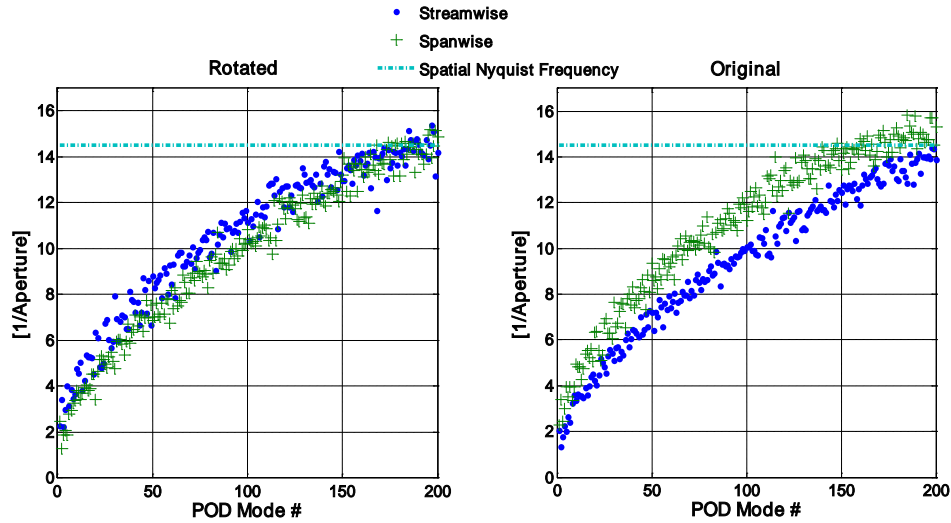 Streamwise
Spanwise
Spatial Nyquist Frequency
Rotated
16
14
12
10
8
6
4
2
0
0 50 100 150 200
[1/Aperture]
POD Mode #
Original
16
14
12
10
8
6
4
2
0
0 50 100 150 200
[1/Aperture]
POD Mode #